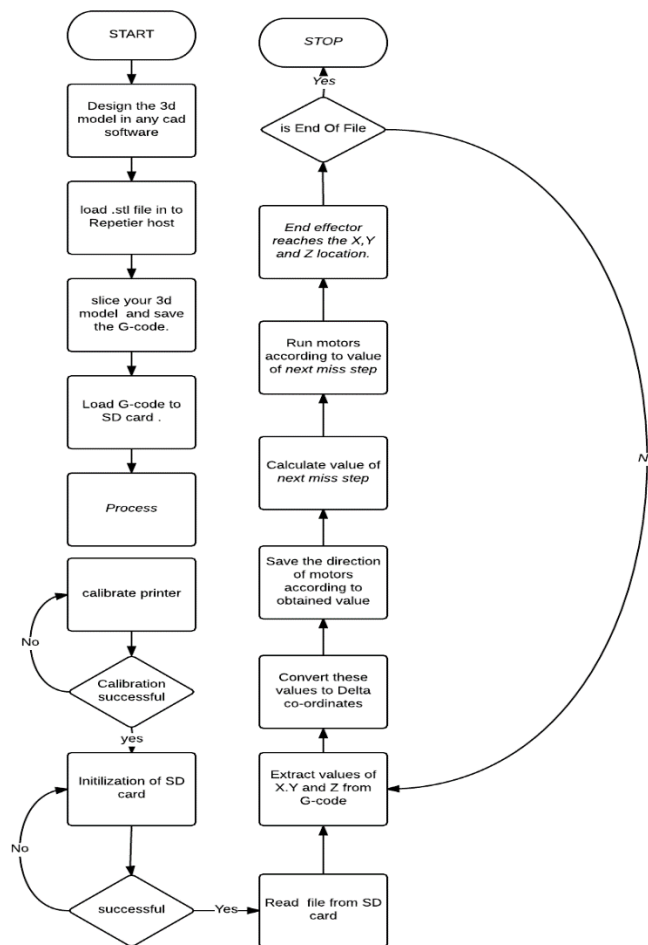 START
Design the 3d
model in any cad
software
load .stl file in to
Repetier host
slice your 3d
model and save
the G-code.
Load G-code to
SD card .
Process
calibrate printer
No
Calibration
successful
yes
Initilization of SD
card
No
successful
Yes
Read file from SD
card
Extract values of
X.Y and Z from
G-code
Convert these
values to Delta
co-ordinates
Save the direction
of motors
according to
obtained value
Calculate value of
next miss step
Run motors
according to value
of next miss step
End effector
reaches the X,Y
and Z location.
is End Of File
Yes
STOP